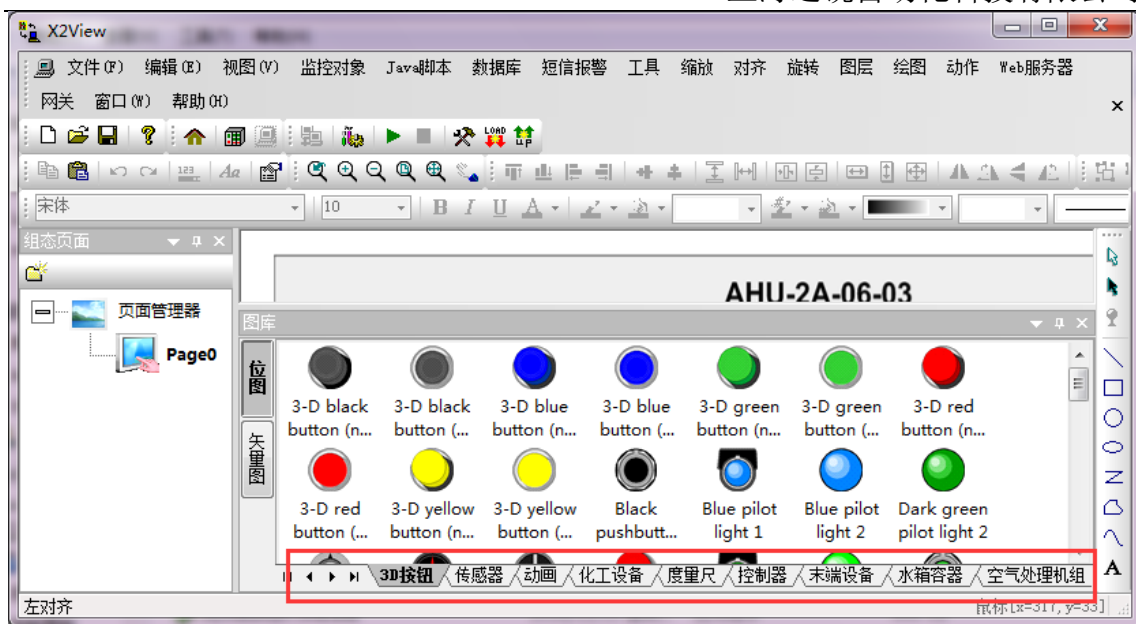 X2View
文件(F) 编辑(E) 视图(V) 监控对象 Java脚本 数据库 短信报警 工具 缩放 对齐 旋转 图层 绘图 动作 Web服务器
网关 窗口(W) 帮助(H)
LOAD UP
123 Aa
宋体 10 B I U A
组态页面
AHU-2A-06-03
页面管理器
Page0
图库
位图
矢量图
3-D black button (n...
3-D black button (...
3-D blue button (n...
3-D blue button (...
3-D green button (n...
3-D green button (...
3-D red button (n...
3-D red button (...
3-D yellow button (n...
3-D yellow button (...
Black pushbutt...
Blue pilot light 1
Blue pilot light 2
Dark green pilot light 2
3D按钮 传感器 动画 化工设备 度量尺 控制器 末端设备 水箱容器 空气处理机组
A
左对齐
鼠标[x=317, y=33]